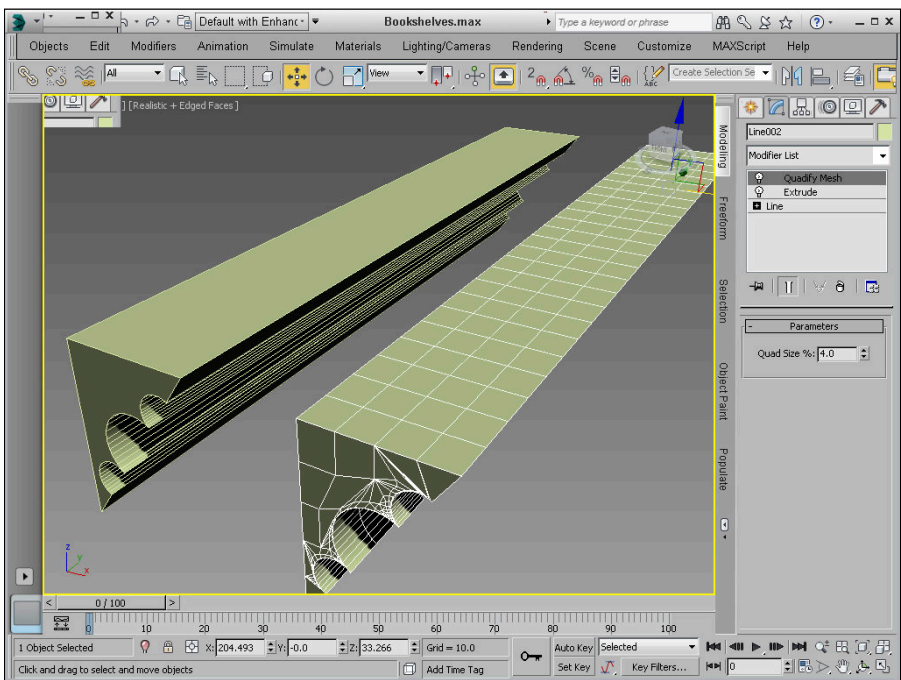 Default with Enhanc
Bookshelves.max
Type a keyword or phrase
Objects Edit Modifiers Animation Simulate Materials Lighting/Cameras Rendering Scene Customize MAXScript Help
All
View
2
%
ABC
Create Selection Se
] [Realistic + Edged Faces ]
Modeling
Freeform
Selection
Object Paint
Populate
Line002
Modifier List
Quadify Mesh
Extrude
Line
- Parameters
Quad Size %: 4.0
z
y
x
< 0 / 100 >
0 10 20 30 40 50 60 70 80 90 100
1 Object Selected X: 204.493 Y: -0.0 Z: 33.266 Grid = 10.0 Auto Key Selected
Click and drag to select and move objects Add Time Tag Set Key Key Filters... 0